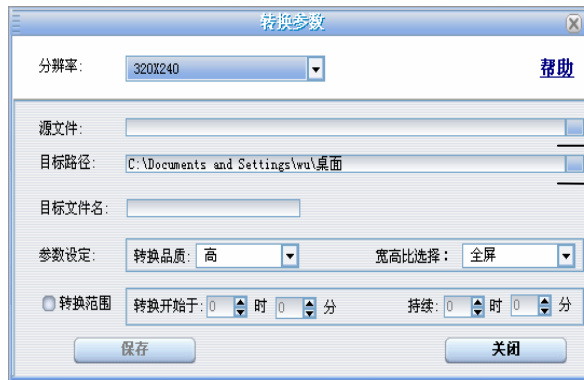 转换参数
分辨率: 320X240 帮助
源文件:
目标路径: C:\Documents and Settings\wu\桌面
目标文件名:
参数设定: 转换品质: 高 宽高比选择: 全屏
转换范围 转换开始于: 0 时 0 分 持续: 0 时 0 分
保存 关闭